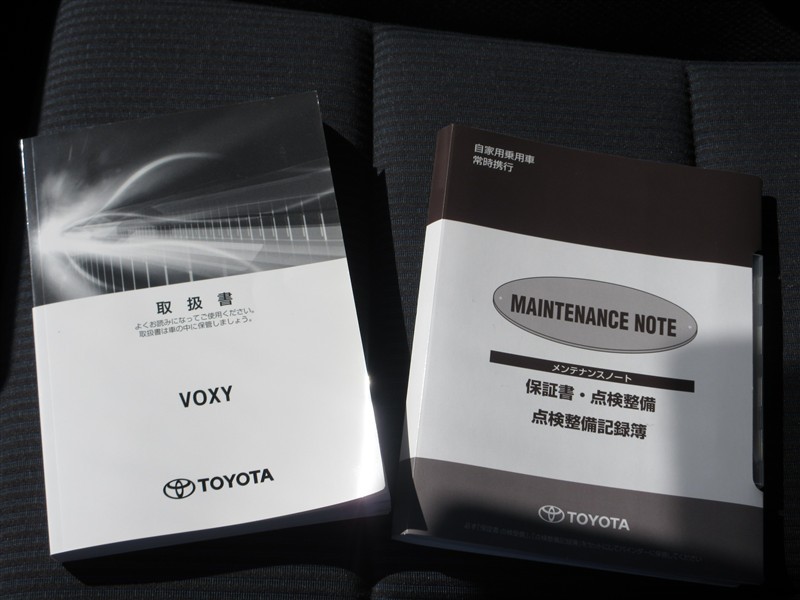 取扱書
よくお読みになってご使用ください。
取扱書は車の中に保管しましょう。
VOXY
TOYOTA
自家用乗用車
常時携行
MAINTENANCE NOTE
メンテナンスノート
保証書・点検整備
点検整備記録簿
TOYOTA